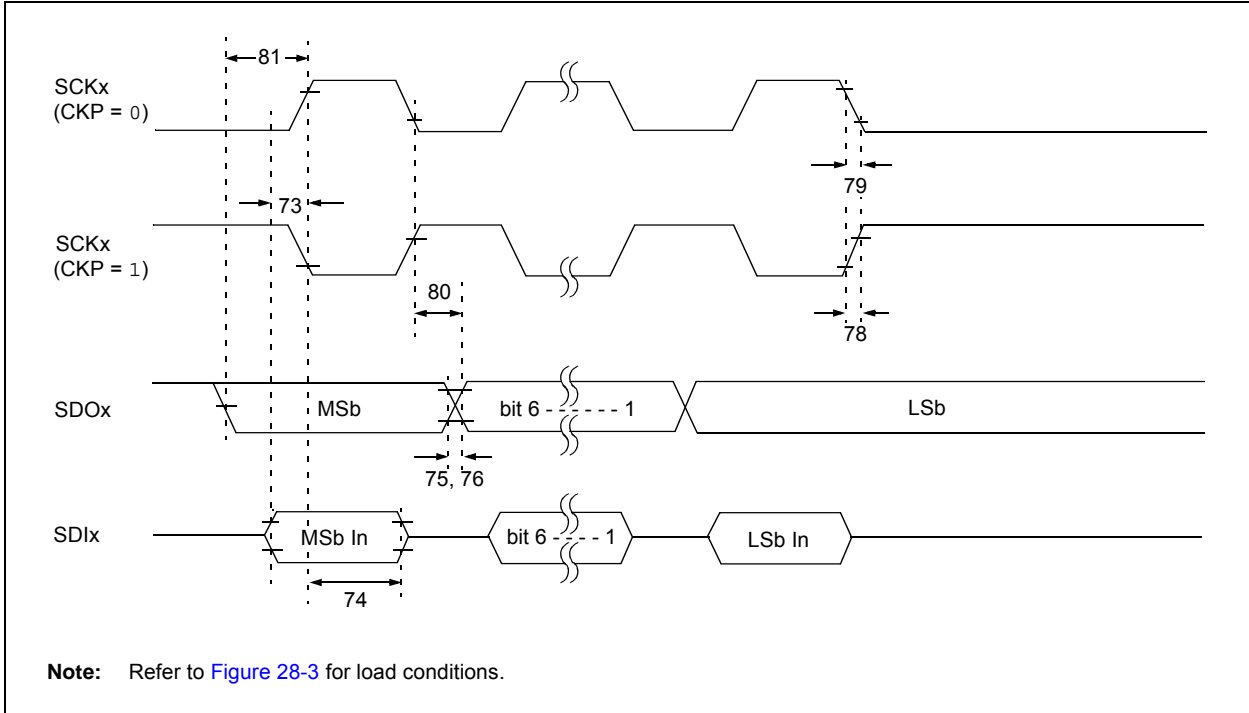 81
SCKx
(CKP = 0)
79
73
SCKx
(CKP = 1)
80
78
SDOx
MSb
bit 6 - - - - - - 1
LSb
75, 76
SDIx
MSb In
bit 6 - - - - 1
LSb In
74
Note: Refer to Figure 28-3 for load conditions.